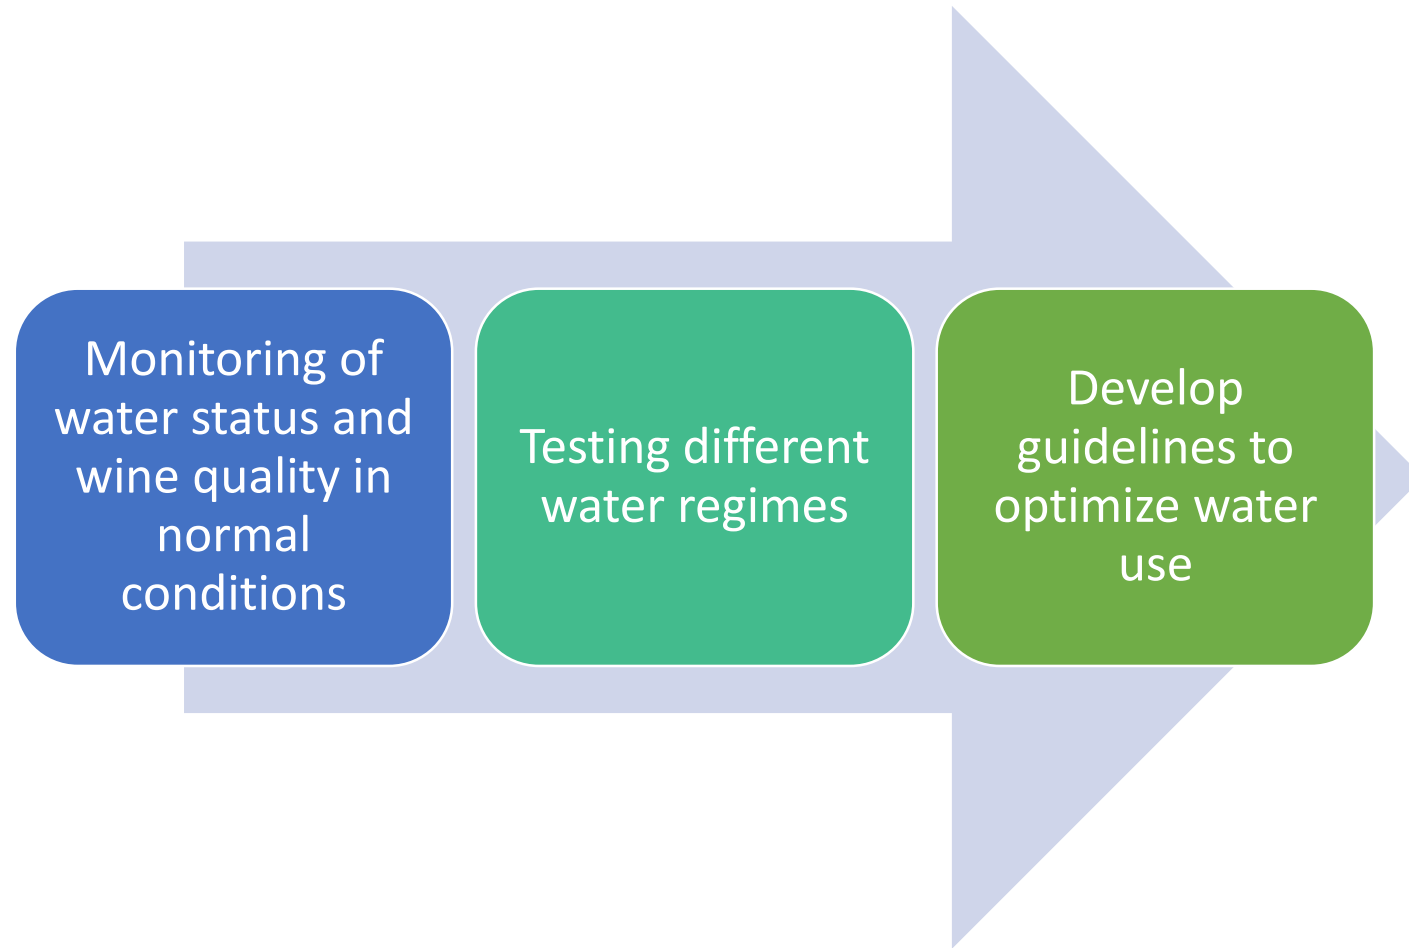 Monitoring of
water status and
wine quality in
normal
conditions
Testing different
water regimes
Develop
guidelines to
optimize water
use